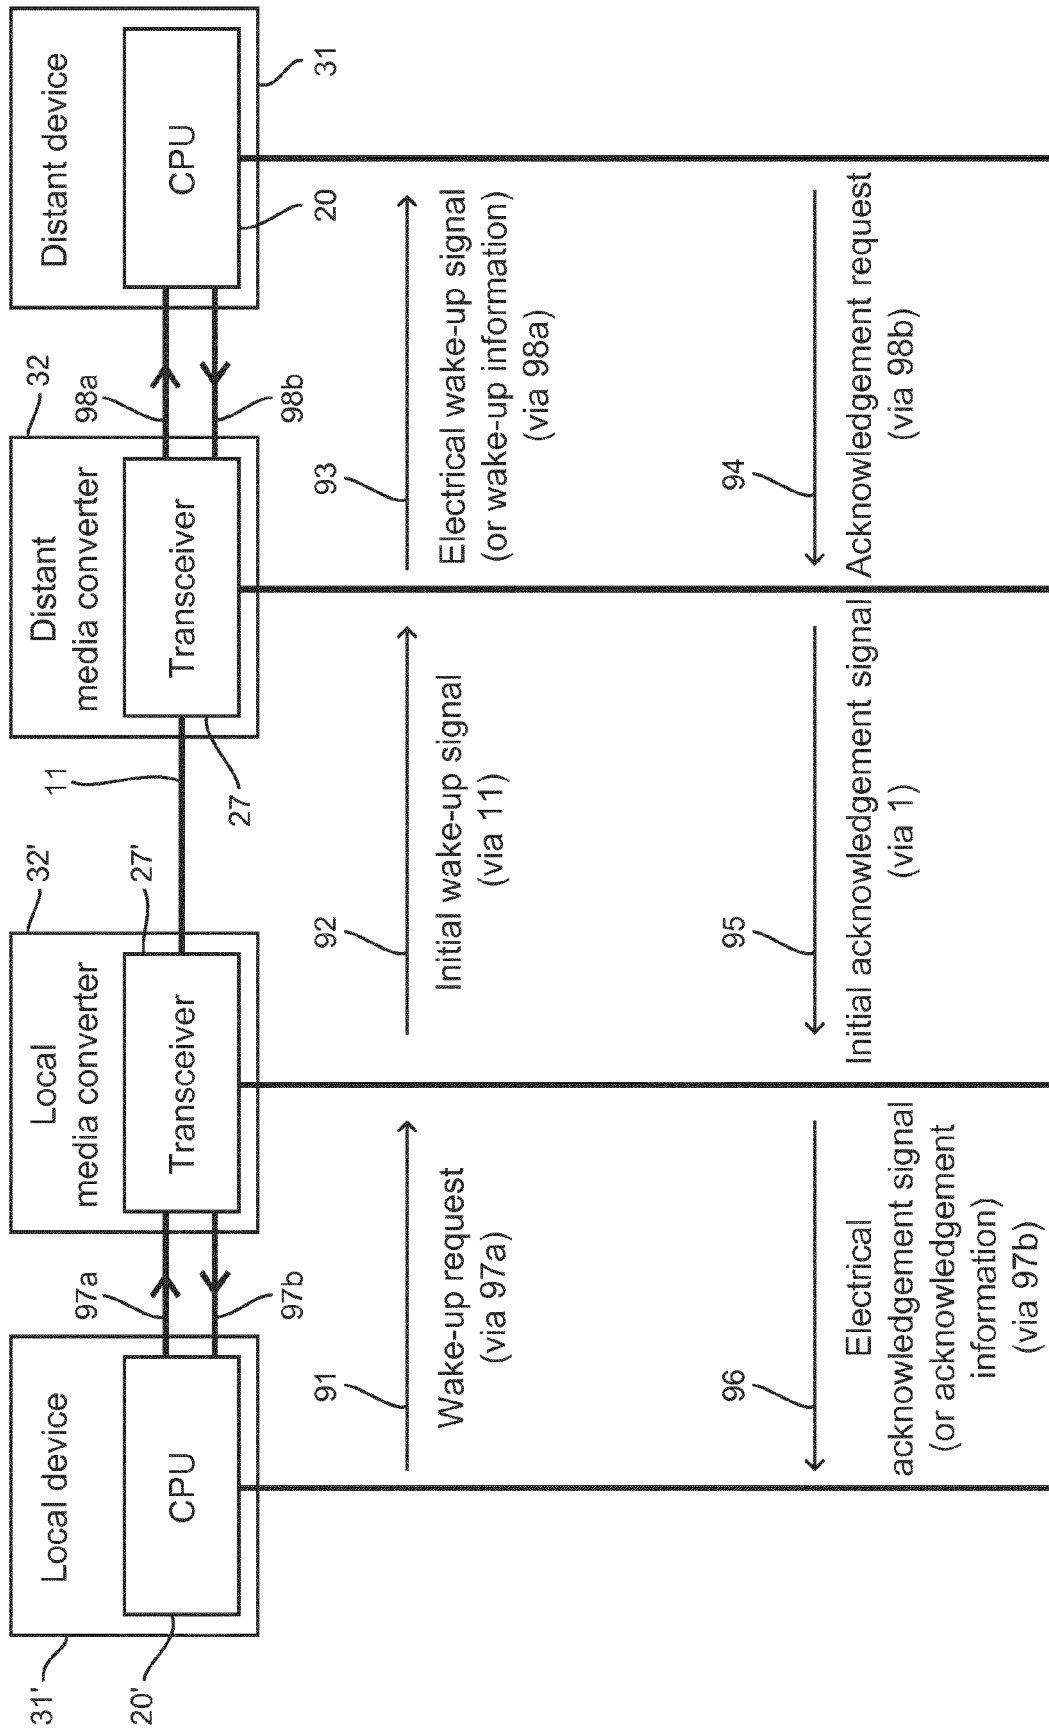 31'
Local device
CPU
20'
97a
97b
Local
media converter
Transceiver
32'
27'
11
Distant
media converter
Transceiver
32
27
98a
98b
Distant device
CPU
20
31
91
Wake-up request
(via 97a)
92
Initial wake-up signal
(via 11)
93
Electrical wake-up signal
(or wake-up information)
(via 98a)
96
Electrical
acknowledgement signal
(or acknowledgement
information)
(via 97b)
95
Initial acknowledgement signal
(via 1)
94
Acknowledgement request
(via 98b)